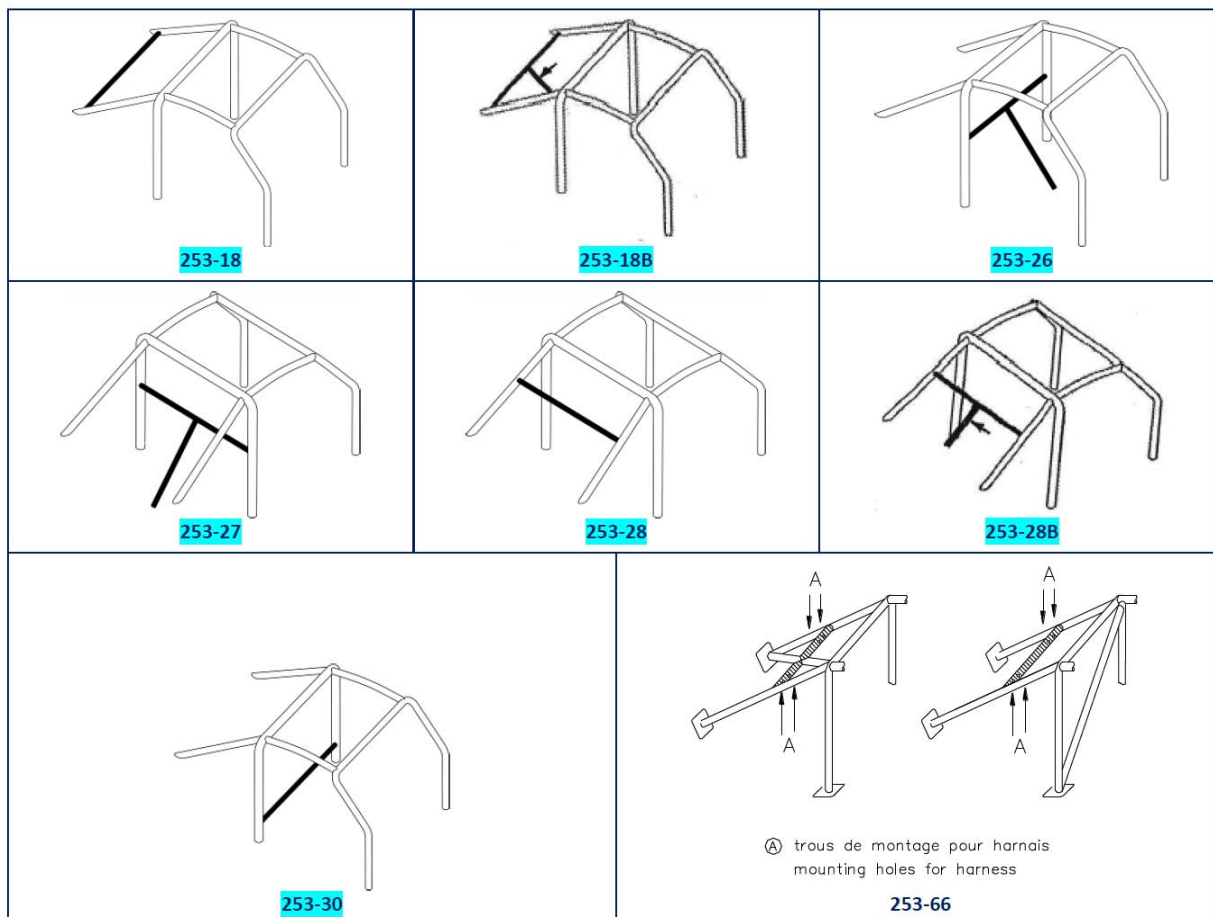 253-18
253-18B
253-26
253-27
253-28
253-28B
253-30
A
A
A
A
Ⓐ trous de montage pour harnais
mounting holes for harness
253-66